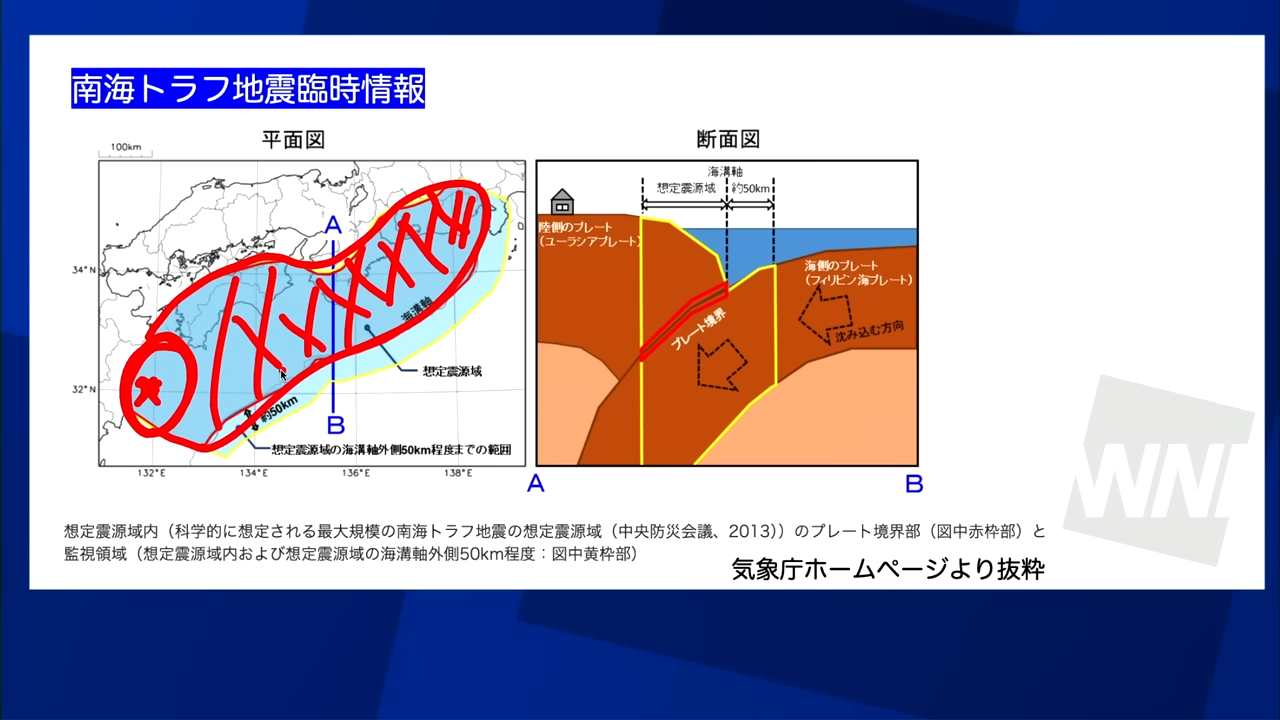 南海トラフ地震臨時情報
平面図
断面図
100km
34°N
32°N
132°E
134°E
136°E
138°E
A
B
海溝軸
想定震源域
約50km
想定震源域の海溝軸外側50km程度までの範囲
海溝軸
想定震源域
約50km
陸側のプレート
(ユーラシアプレート)
海側のプレート
(フィリピン海プレート)
プレート境界
沈み込む方向
A
B
想定震源域内（科学的に想定される最大規模の南海トラフ地震の想定震源域（中央防災会議、2013））のプレート境界部（図中赤枠部）と
監視領域（想定震源域内および想定震源域の海溝軸外側50km程度：図中黄枠部）
気象庁ホームページより抜粋
WN